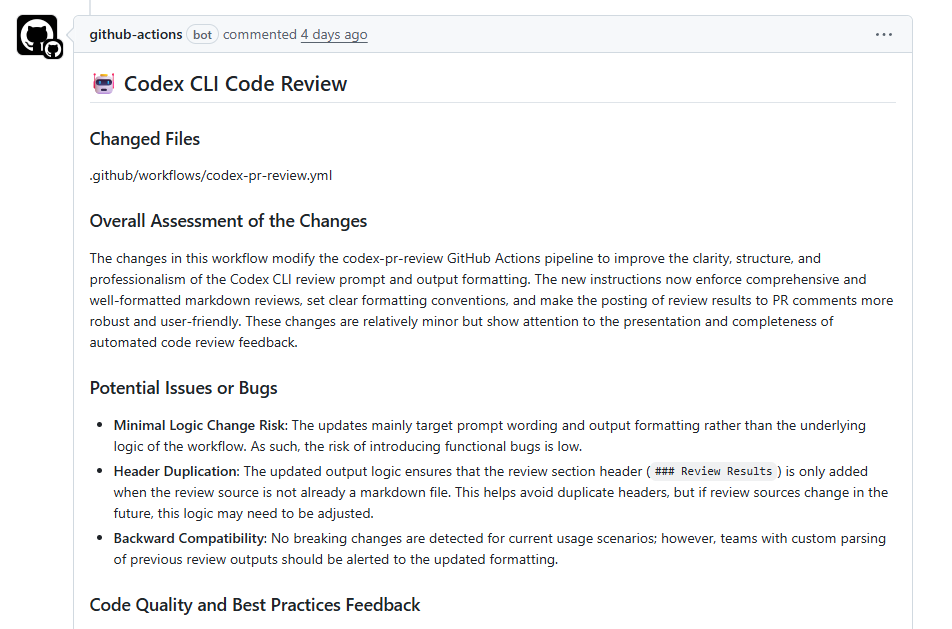 github-actions bot commented 4 days ago
Codex CLI Code Review
Changed Files
.github/workflows/codex-pr-review.yml
Overall Assessment of the Changes
The changes in this workflow modify the codex-pr-review GitHub Actions pipeline to improve the clarity, structure, and
professionalism of the Codex CLI review prompt and output formatting. The new instructions now enforce comprehensive and
well-formatted markdown reviews, set clear formatting conventions, and make the posting of review results to PR comments more
robust and user-friendly. These changes are relatively minor but show attention to the presentation and completeness of
automated code review feedback.
Potential Issues or Bugs
• Minimal Logic Change Risk: The updates mainly target prompt wording and output formatting rather than the underlying
logic of the workflow. As such, the risk of introducing functional bugs is low.
• Header Duplication: The updated output logic ensures that the review section header ( ### Review Results ) is only added
when the review source is not already a markdown file. This helps avoid duplicate headers, but if review sources change in the
future, this logic may need to be adjusted.
• Backward Compatibility: No breaking changes are detected for current usage scenarios; however, teams with custom parsing
of previous review outputs should be alerted to the updated formatting.
Code Quality and Best Practices Feedback